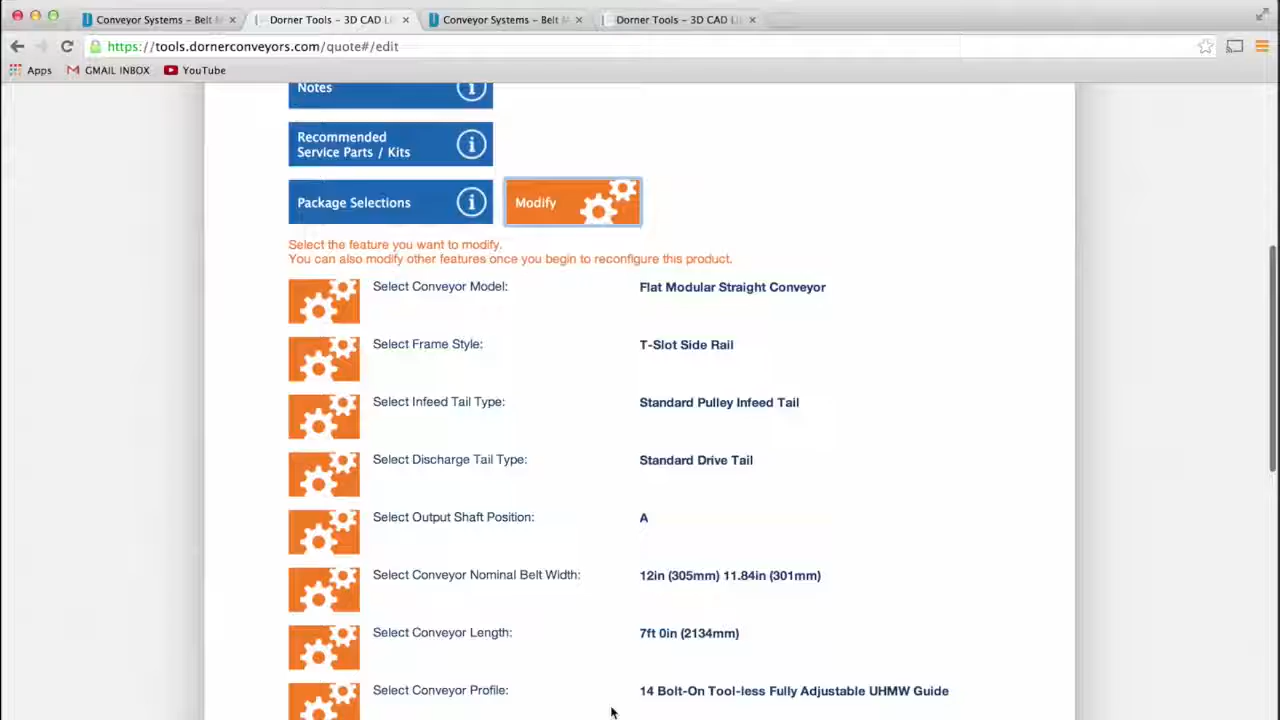 Conveyor Systems – Belt M
Dorner Tools – 3D CAD Li
Conveyor Systems – Belt M
Dorner Tools – 3D CAD Li
https://tools.dornerconveyors.com/quote#/edit
Apps
GMAIL INBOX
YouTube
Notes
Recommended
Service Parts / Kits
Package Selections
Modify
Select the feature you want to modify.
You can also modify other features once you begin to reconfigure this product.
Select Conveyor Model: Flat Modular Straight Conveyor
Select Frame Style: T-Slot Side Rail
Select Infeed Tail Type: Standard Pulley Infeed Tail
Select Discharge Tail Type: Standard Drive Tail
Select Output Shaft Position: A
Select Conveyor Nominal Belt Width: 12in (305mm) 11.84in (301mm)
Select Conveyor Length: 7ft 0in (2134mm)
Select Conveyor Profile: 14 Bolt-On Tool-less Fully Adjustable UHMW Guide